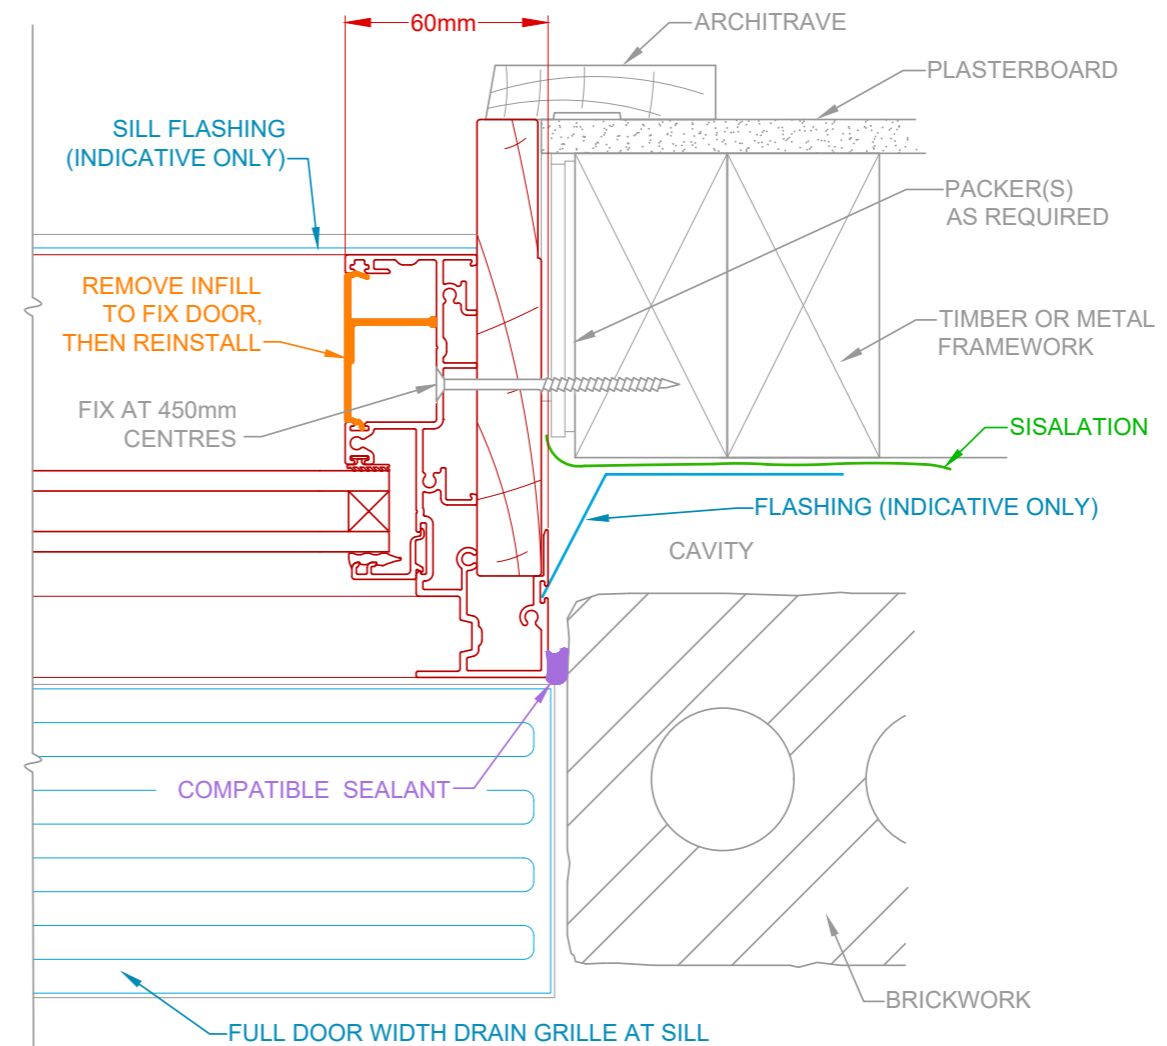 60mm
ARCHITRAVE
PLASTERBOARD
SILL FLASHING
(INDICATIVE ONLY)
PACKER(S)
AS REQUIRED
REMOVE INFILL
TO FIX DOOR,
THEN REINSTALL
TIMBER OR METAL
FRAMEWORK
FIX AT 450mm
CENTRES
SISALATION
FLASHING (INDICATIVE ONLY)
CAVITY
COMPATIBLE SEALANT
BRICKWORK
FULL DOOR WIDTH DRAIN GRILLE AT SILL